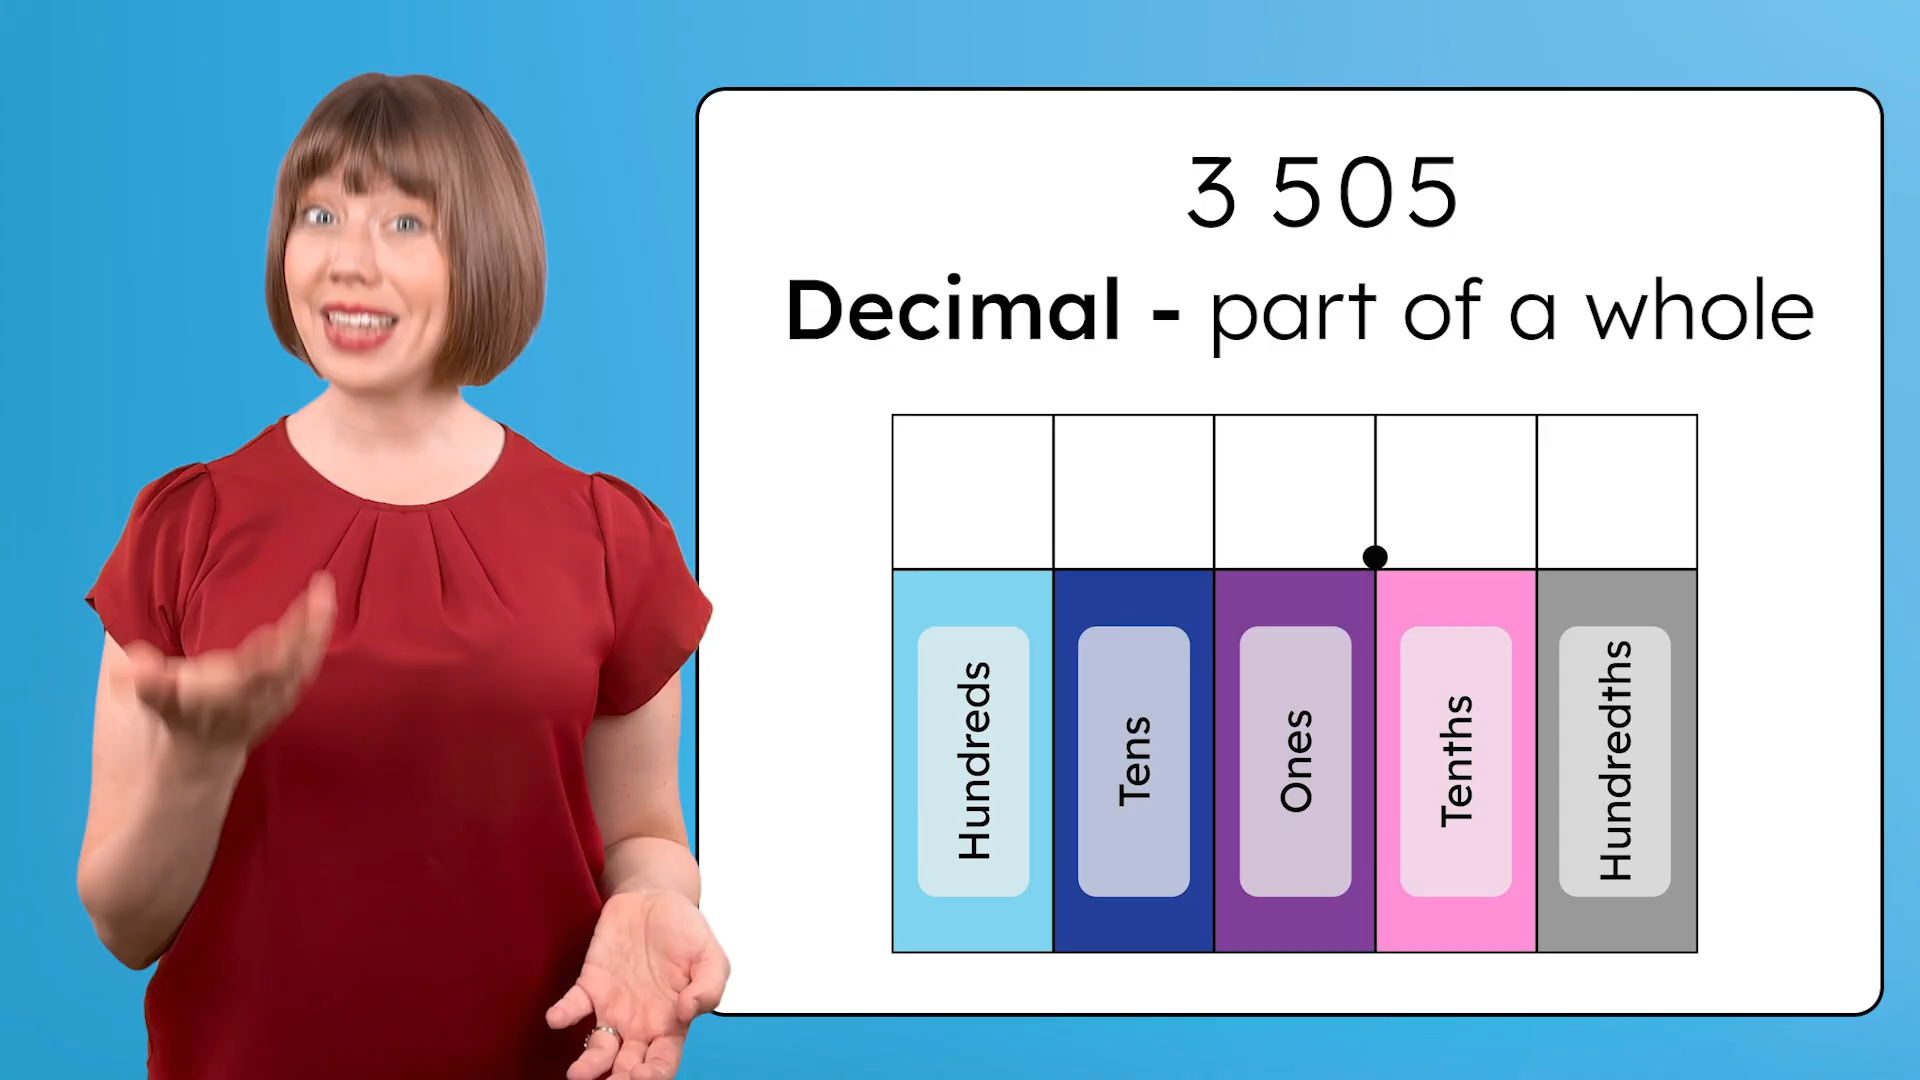 3 505
Decimal - part of a whole
Hundreds
Tens
Ones
Tenths
Hundredths